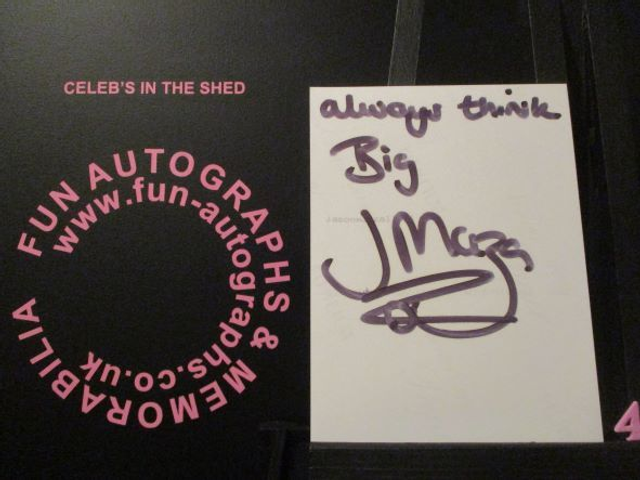 CELEB'S IN THE SHED
FUN AUTOGRAPHS & MEMORABILIA
www.fun-autographs.co.uk
always think
Big
4